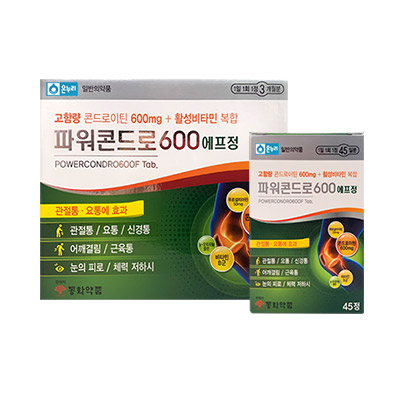 온누리 일반의약품
1일 1회 1정 3개월분
고함량 콘드로이틴 600mg + 활성비타민 복합
파워콘드로600 에프정
POWERCONDRO600F Tab.
관절통 · 요통에 효과
관절통 / 요통 / 신경통
어깨결림 / 근육통
눈의 피로 / 체력 저하시
동화약품
온누리 일반의약품
1일 1회 1정 45일분
고함량 콘드로이틴 600mg + 활성비타민 복합
파워콘드로600 에프정
POWERCONDRO600F Tab.
관절통 · 요통에 효과
관절통 / 요통 / 신경통
어깨결림 / 근육통
눈의 피로 / 체력 저하시
콘드로이틴
600mg
비타민
동화약품
45정